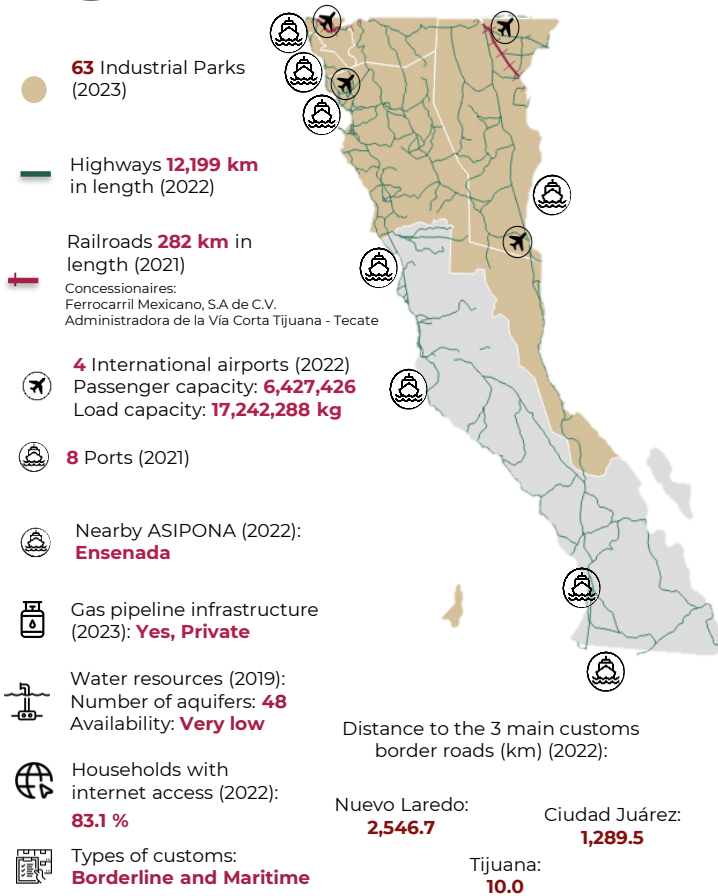 63 Industrial Parks
(2023)
Highways 12,199 km
in length (2022)
Railroads 282 km in
length (2021)
Concessionaires:
Ferrocarril Mexicano, S.A de C.V.
Administradora de la Vía Corta Tijuana - Tecate
4 International airports (2022)
Passenger capacity: 6,427,426
Load capacity: 17,242,288 kg
8 Ports (2021)
Nearby ASIPONA (2022):
Ensenada
Gas pipeline infrastructure
(2023): Yes, Private
Water resources (2019):
Number of aquifers: 48
Availability: Very low
Households with
internet access (2022):
83.1 %
Types of customs:
Borderline and Maritime
Distance to the 3 main customs
border roads (km) (2022):
Nuevo Laredo:
2,546.7
Ciudad Juárez:
1,289.5
Tijuana:
10.0